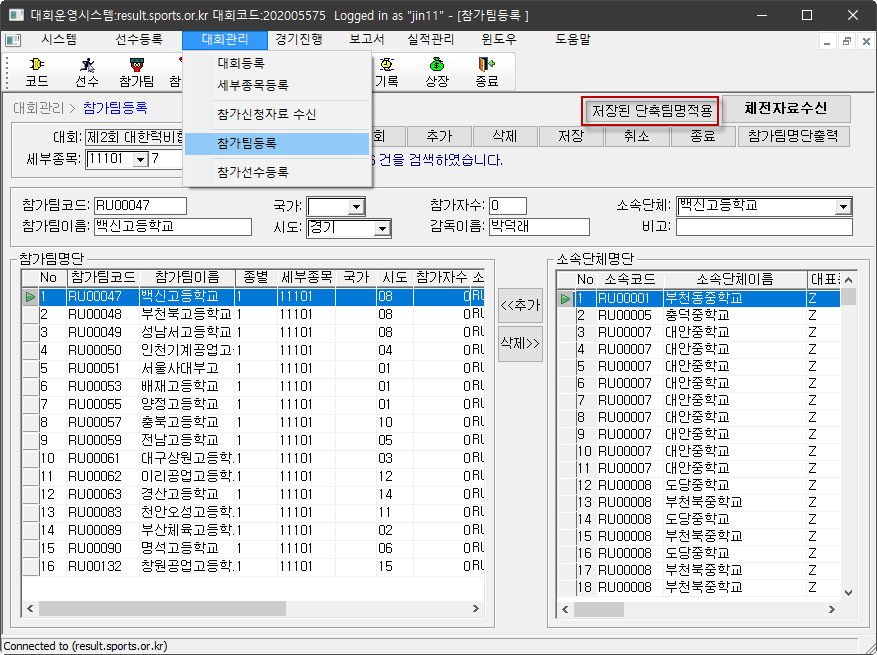 대회운영시스템:result.sports.or.kr 대회코드:202005575 Logged in as "jin11" - [참가팀등록 ]
시스템 선수등록 대회관리 경기진행 보고서 실적관리 윈도우 도움말
코드 선수 참가팀 기록 상장 종료
대회등록
세부종목등록
참가신청자료 수신
참가팀등록
참가선수등록
대회관리 > 참가팀등록 저장된 단축팀명적용 체전자료수신
대회: 제2회 대한럭비협 회 추가 삭제 저장 취소 종료 참가팀명단출력
세부종목: 11101 7 6 건을 검색하였습니다.
참가팀코드: RU00047 국가: 참가자수: 0 소속단체: 백신고등학교
참가팀이름: 백신고등학교 시도: 경기 감독이름: 박덕래 비고:
참가팀명단
No 참가팀코드 참가팀이름 종별 세부종목 국가 시도 참가자수 소
1 RU00047 백신고등학교 1 11101 08 0 RU
2 RU00048 부천북고등학교 1 11101 08 0 RU
3 RU00049 성남서고등학교 1 11101 08 0 RU
4 RU00050 인천기계공업고 1 11101 04 0 RU
5 RU00051 서울사대부고 1 11101 01 0 RU
6 RU00053 배재고등학교 1 11101 01 0 RU
7 RU00055 양정고등학교 1 11101 01 0 RU
8 RU00057 충북고등학교 1 11101 10 0 RU
9 RU00059 전남고등학교 1 11101 05 0 RU
10 RU00061 대구상원고등학. 1 11101 03 0 RU
11 RU00062 이리공업고등학. 1 11101 12 0 RU
12 RU00063 경산고등학교 1 11101 14 0 RU
13 RU00083 천안오성고등학. 1 11101 11 0 RU
14 RU00089 부산체육고등학. 1 11101 02 0 RU
15 RU00090 명석고등학교 1 11101 06 0 RU
16 RU00132 창원공업고등학. 1 11101 15 0 RU
<<추가
삭제>>
소속단체명단
No 소속코드 소속단체이름 대표
1 RU00001 부천동중학교 Z
2 RU00005 충덕중학교 Z
3 RU00007 대안중학교 Z
4 RU00007 대안중학교 Z
5 RU00007 대안중학교 Z
6 RU00007 대안중학교 Z
7 RU00007 대안중학교 Z
8 RU00007 대안중학교 Z
9 RU00007 대안중학교 Z
10 RU00007 대안중학교 Z
11 RU00007 대안중학교 Z
12 RU00008 도당중학교 Z
13 RU00008 부천북중학교 Z
14 RU00008 도당중학교 Z
15 RU00008 부천북중학교 Z
16 RU00008 도당중학교 Z
17 RU00008 부천북중학교 Z
18 RU00008 부천북중학교 Z
Connected to (result.sports.or.kr)